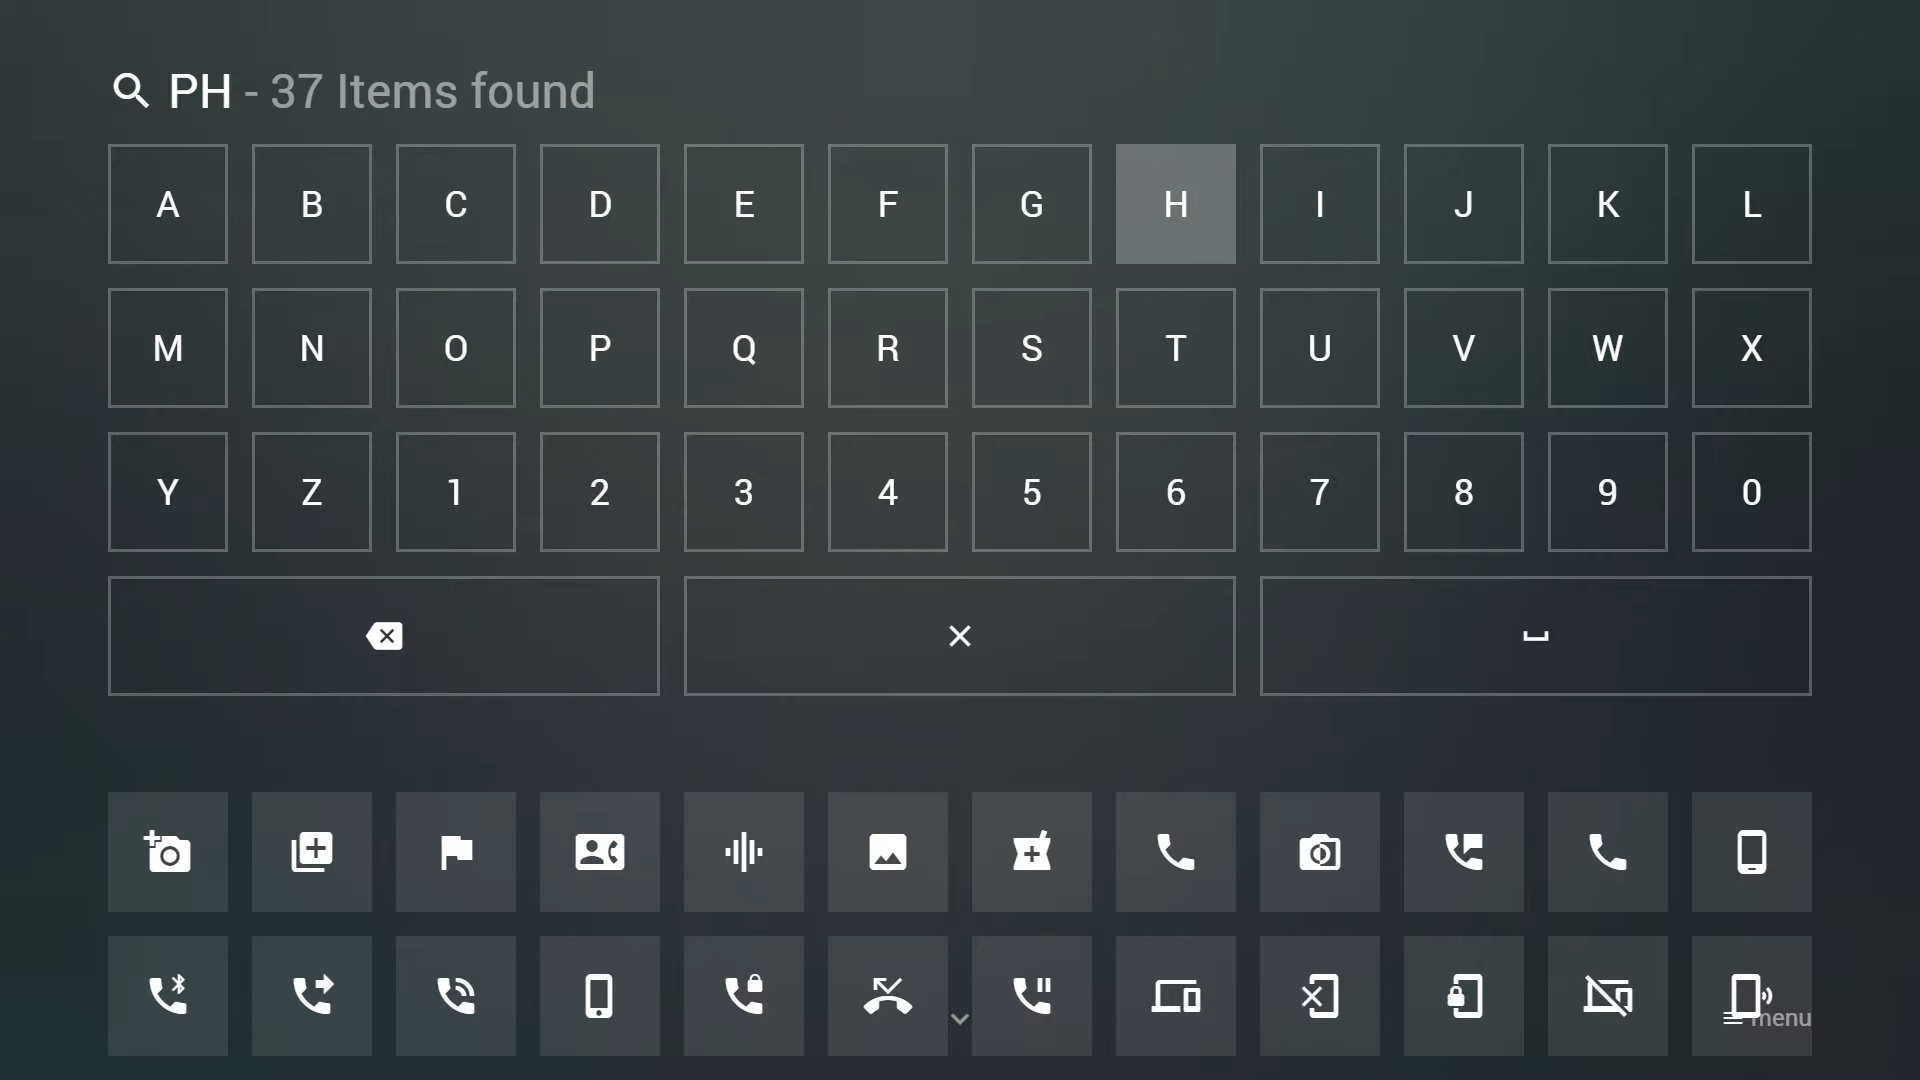 PH - 37 Items found
A B C D E F G H I J K L
M N O P Q R S T U V W X
Y Z 1 2 3 4 5 6 7 8 9 0
menu